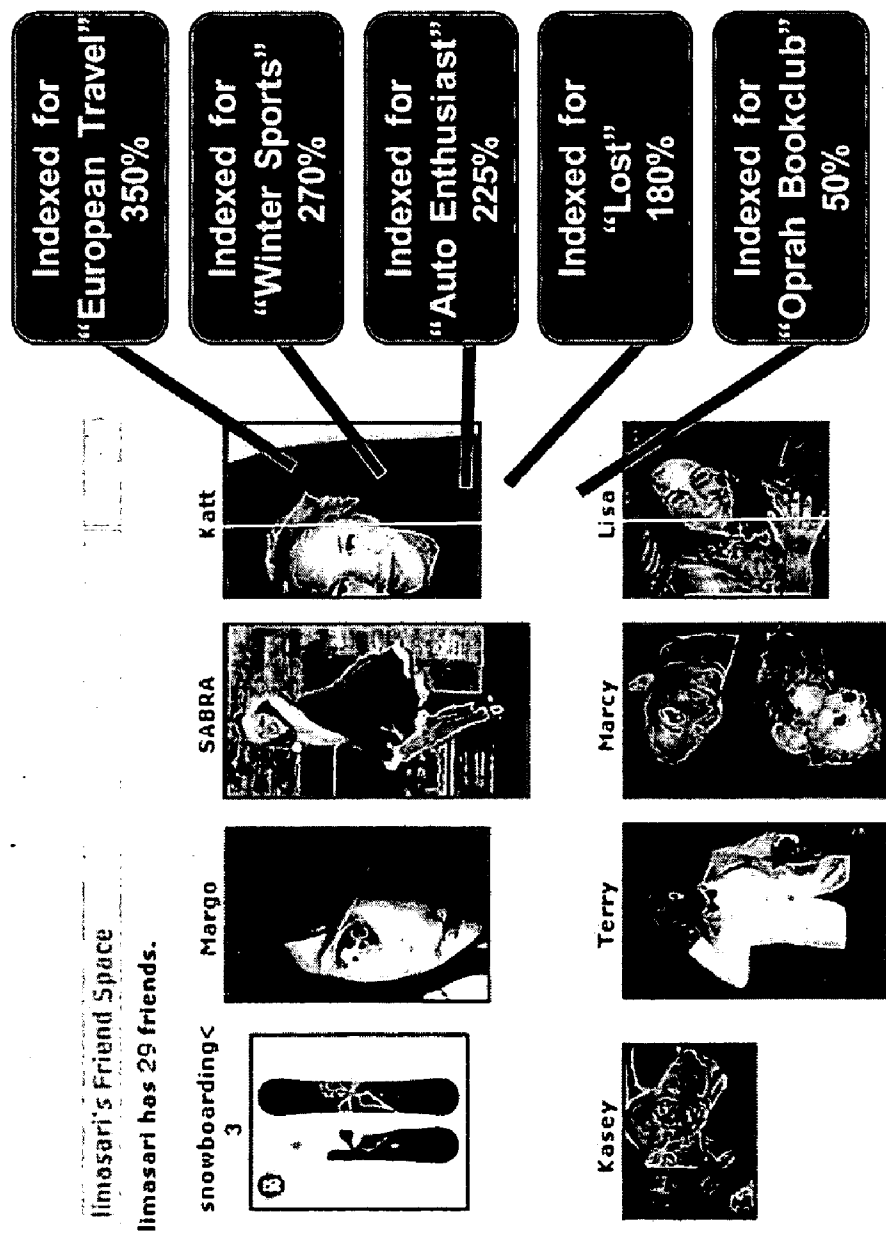 limasari's Friend Space
limasari has 29 friends.
snowboarding<
3
Margo
SABRA
Katt
Kasey
Terry
Marcy
Lisa
Indexed for
“European Travel”
350%
Indexed for
“Winter Sports”
270%
Indexed for
“Auto Enthusiast”
225%
Indexed for
“Lost”
180%
Indexed for
“Oprah Bookclub”
50%